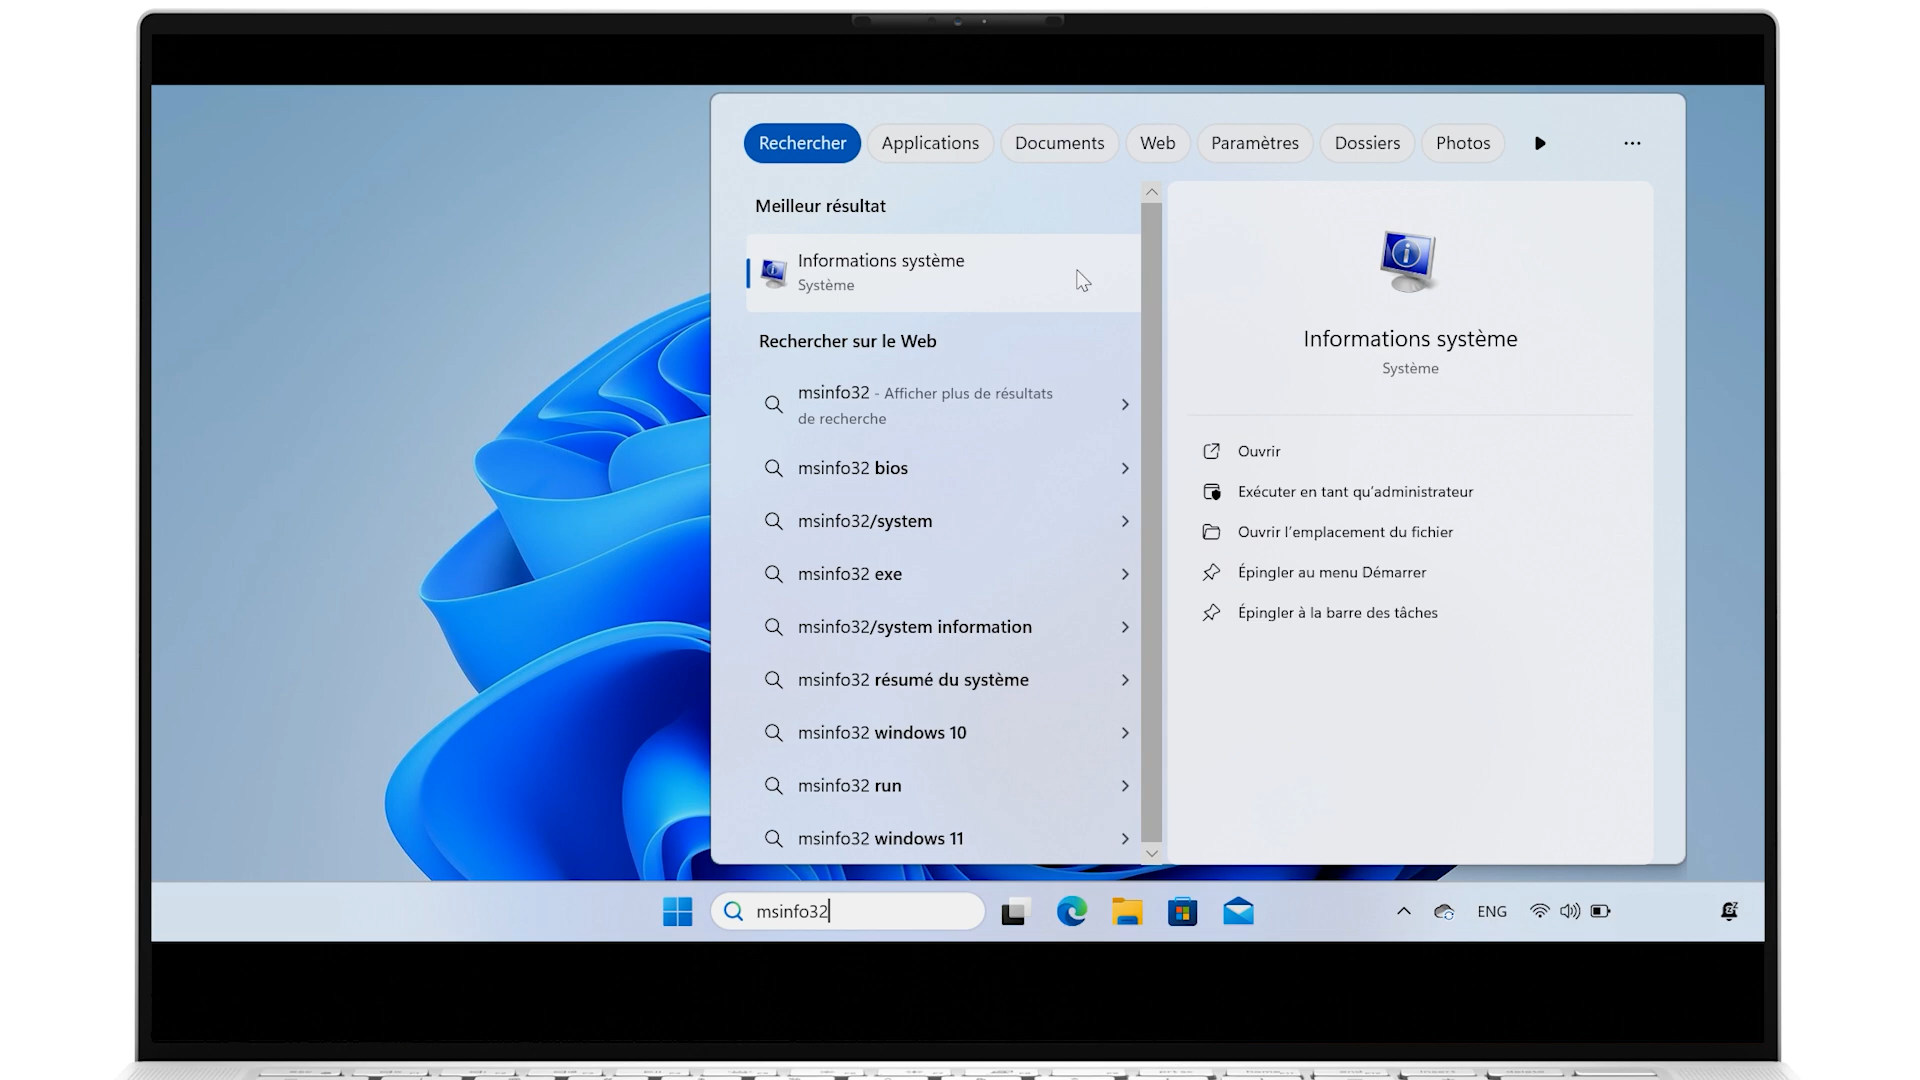 Rechercher
Applications
Documents
Web
Paramètres
Dossiers
Photos
Meilleur résultat
Informations système
Système
Rechercher sur le Web
msinfo32 - Afficher plus de résultats
de recherche
msinfo32 bios
msinfo32/system
msinfo32 exe
msinfo32/system information
msinfo32 résumé du système
msinfo32 windows 10
msinfo32 run
msinfo32 windows 11
Informations système
Système
Ouvrir
Exécuter en tant qu'administrateur
Ouvrir l'emplacement du fichier
Épingler au menu Démarrer
Épingler à la barre des tâches
msinfo32
ENG